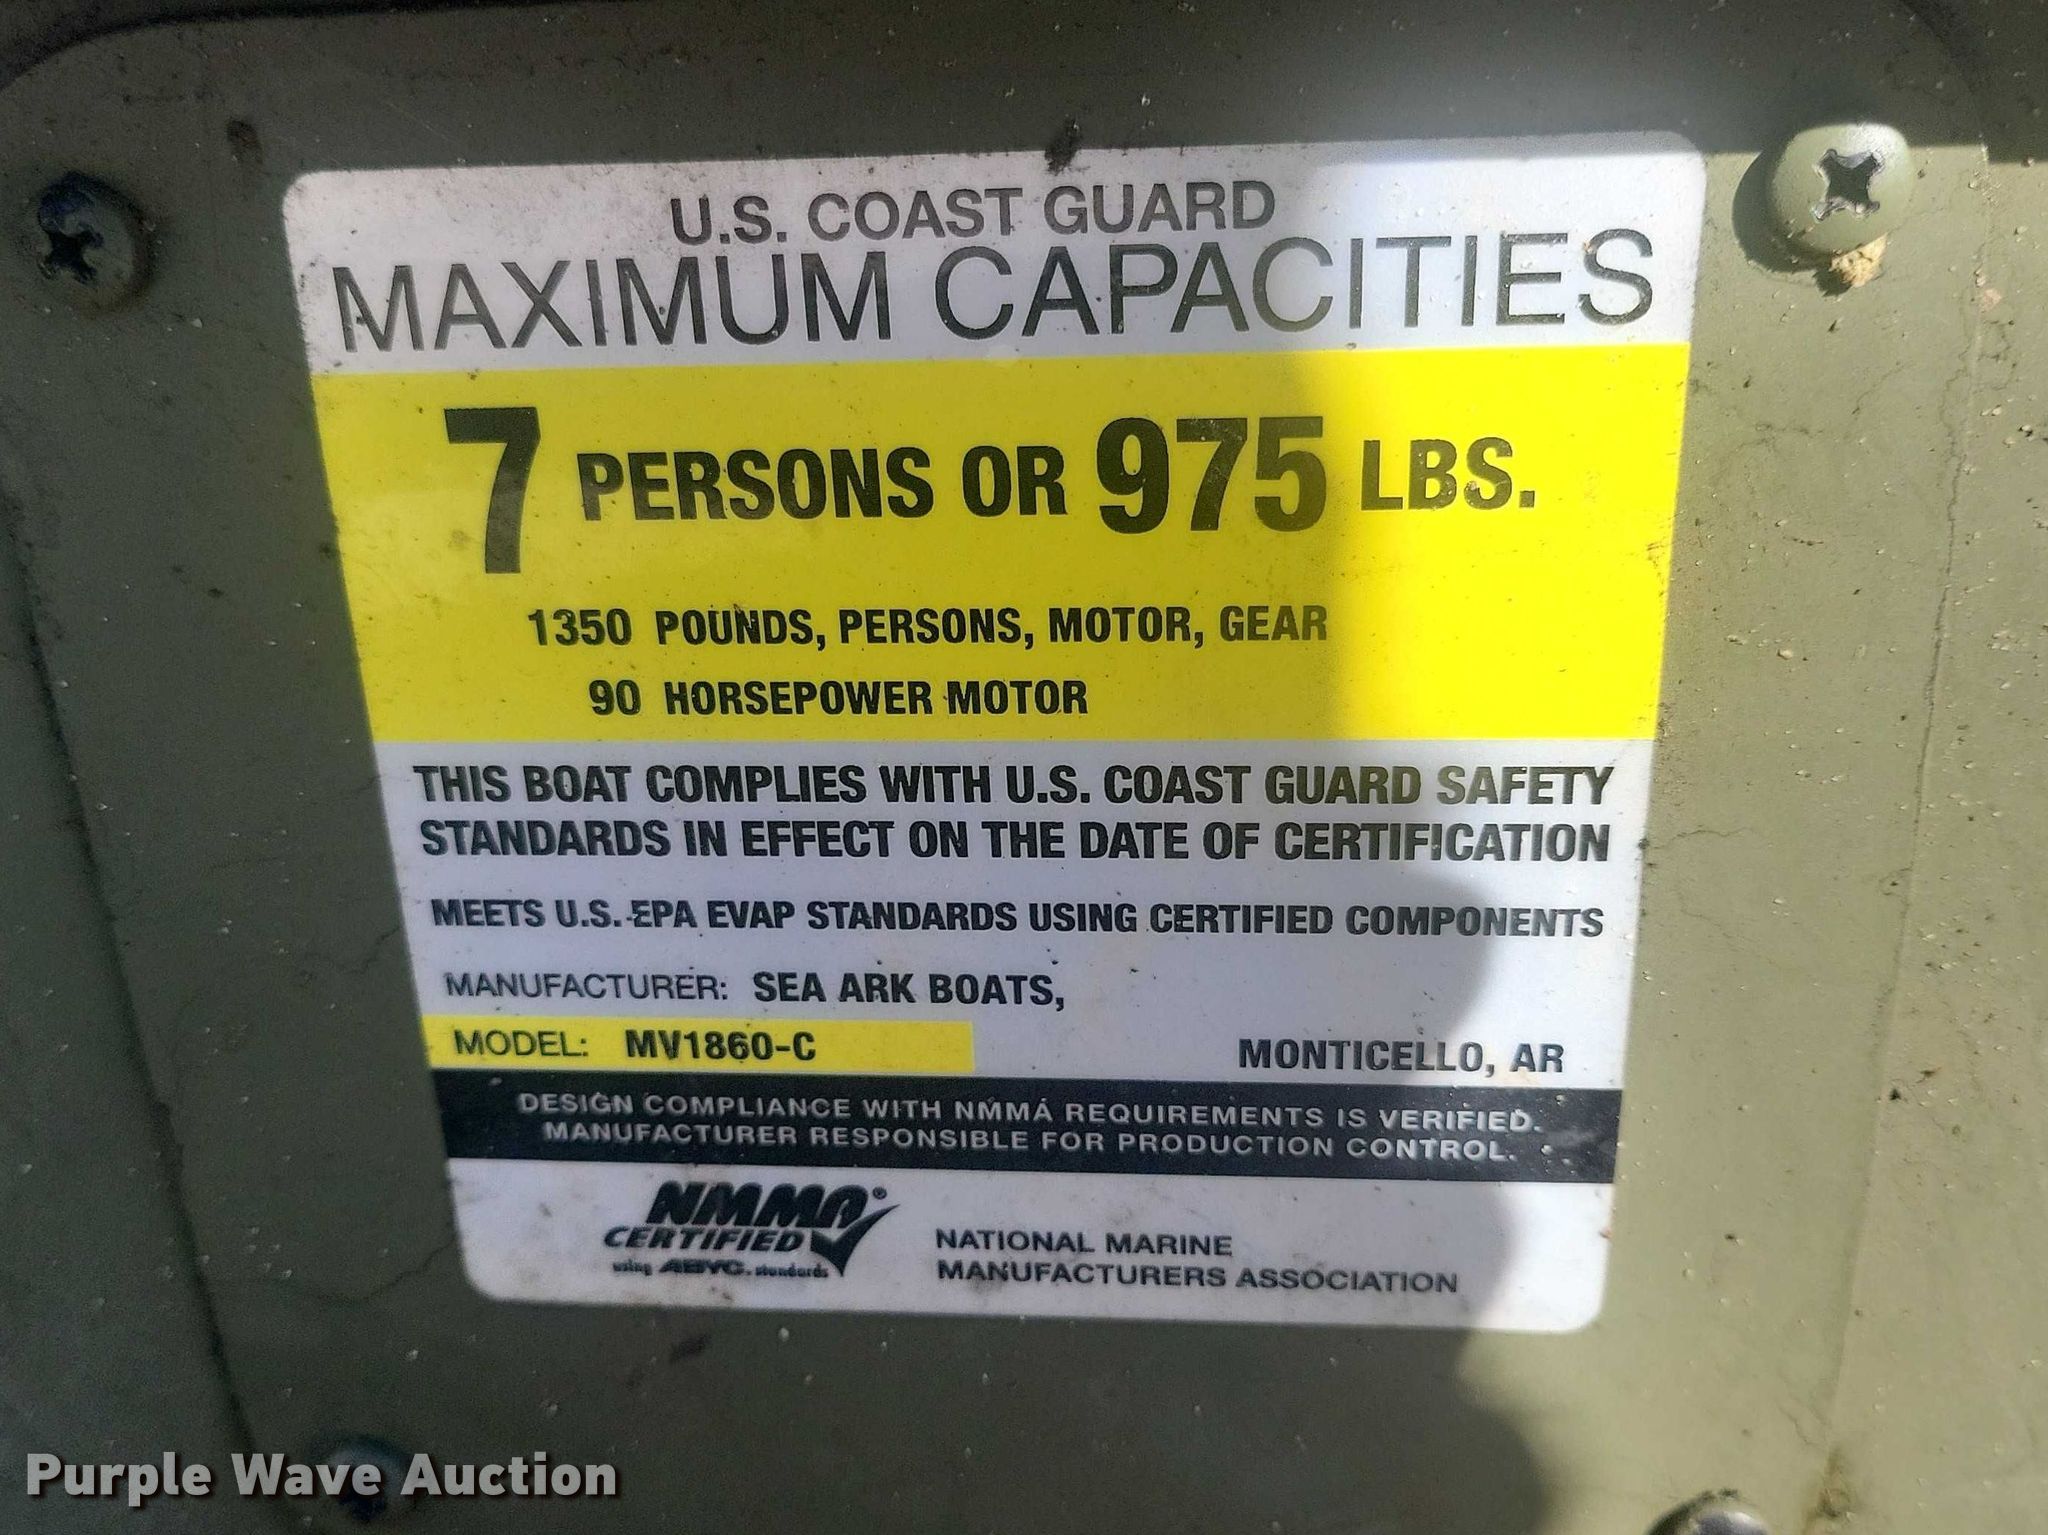 U.S. COAST GUARD
MAXIMUM CAPACITIES
7 PERSONS OR 975 LBS.
1350 POUNDS, PERSONS, MOTOR, GEAR
90 HORSEPOWER MOTOR
THIS BOAT COMPLIES WITH U.S. COAST GUARD SAFETY
STANDARDS IN EFFECT ON THE DATE OF CERTIFICATION
MEETS U.S. EPA EVAP STANDARDS USING CERTIFIED COMPONENTS
MANUFACTURER: SEA ARK BOATS,
MODEL: MV1860-C
MONTICELLO, AR
DESIGN COMPLIANCE WITH NMMA REQUIREMENTS IS VERIFIED.
MANUFACTURER RESPONSIBLE FOR PRODUCTION CONTROL.
NMMA®
CERTIFIED
using ABYC. standards
NATIONAL MARINE
MANUFACTURERS ASSOCIATION
Purple Wave Auction